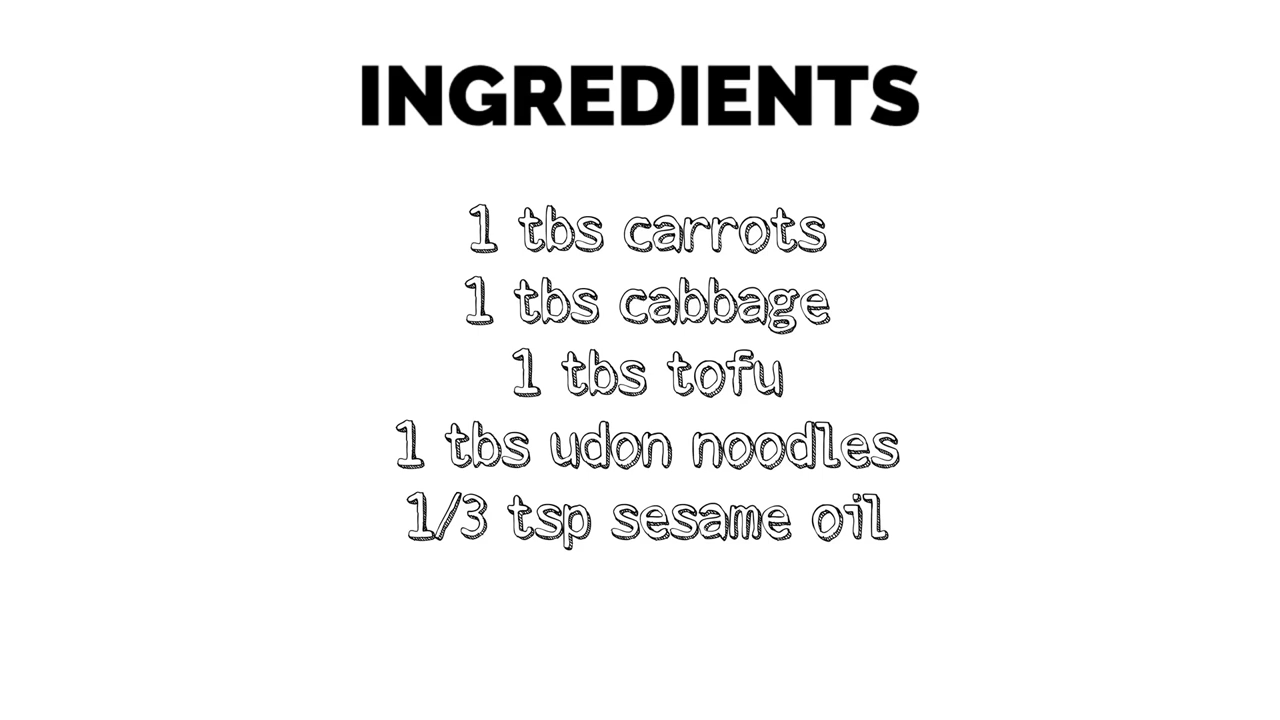 INGREDIENTS
1 tbs carrots
1 tbs cabbage
1 tbs tofu
1 tbs udon noodles
1/3 tsp sesame oil